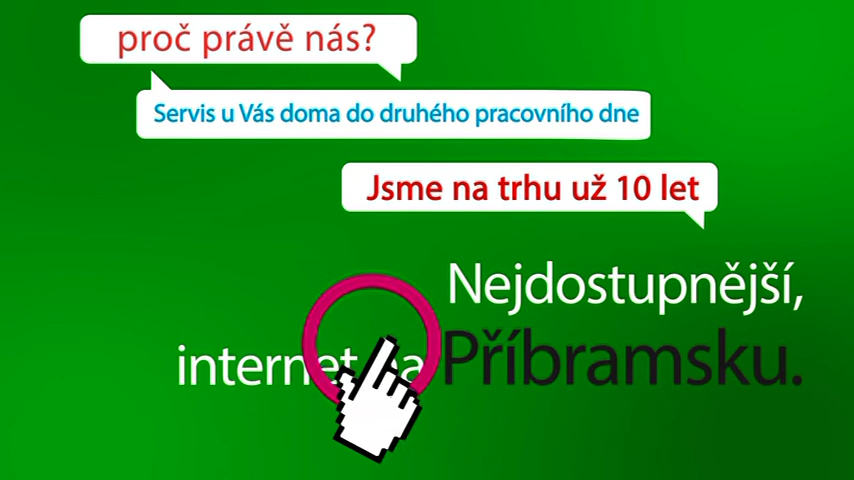 proč právě nás?
Servis u Vás doma do druhého pracovního dne
Jsme na trhu už 10 let
Nejdostupnější,
internet na Příbramsku.